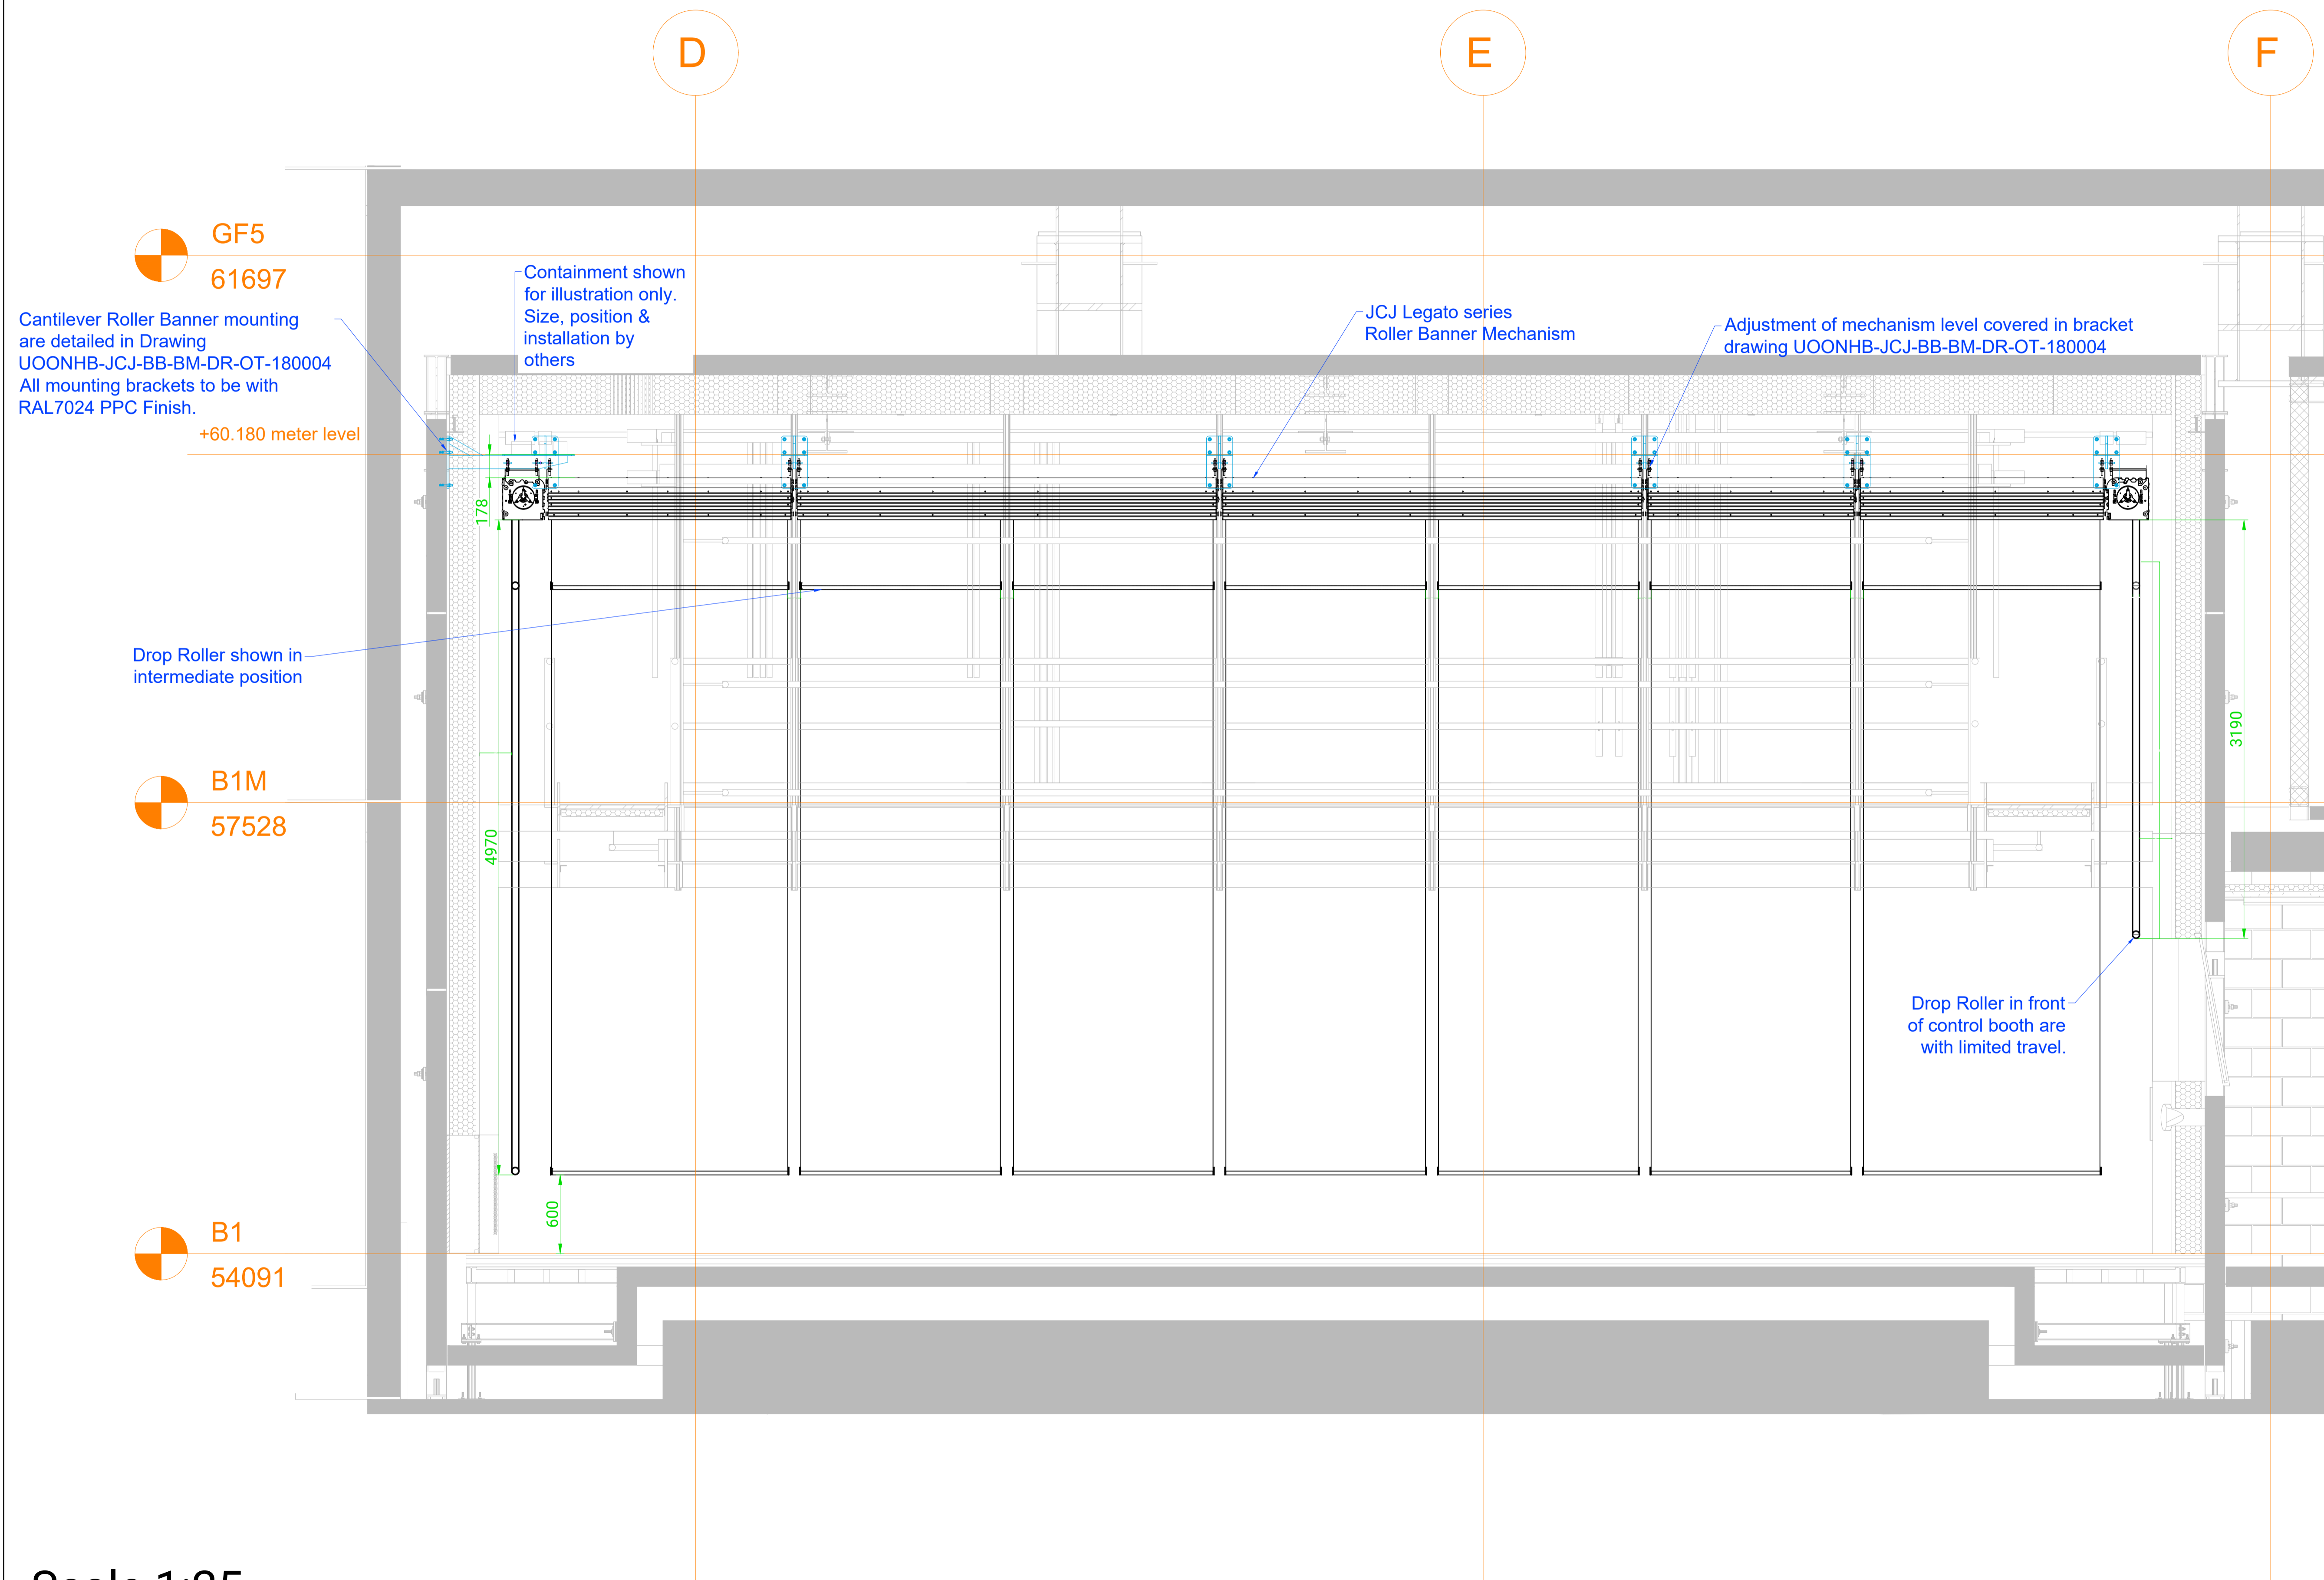 D
E
F
GF5
61697
Containment shown
for illustration only.
Size, position &
installation by
others
Cantilever Roller Banner mounting
are detailed in Drawing
UOONHB-JCJ-BB-BM-DR-OT-180004
All mounting brackets to be with
RAL7024 PPC Finish.
JCJ Legato series
Roller Banner Mechanism
Adjustment of mechanism level covered in bracket
drawing UOONHB-JCJ-BB-BM-DR-OT-180004
+60.180 meter level
178
Drop Roller shown in
intermediate position
3190
B1M
57528
4970
Drop Roller in front
of control booth are
with limited travel.
600
B1
54091
Scale 1:25